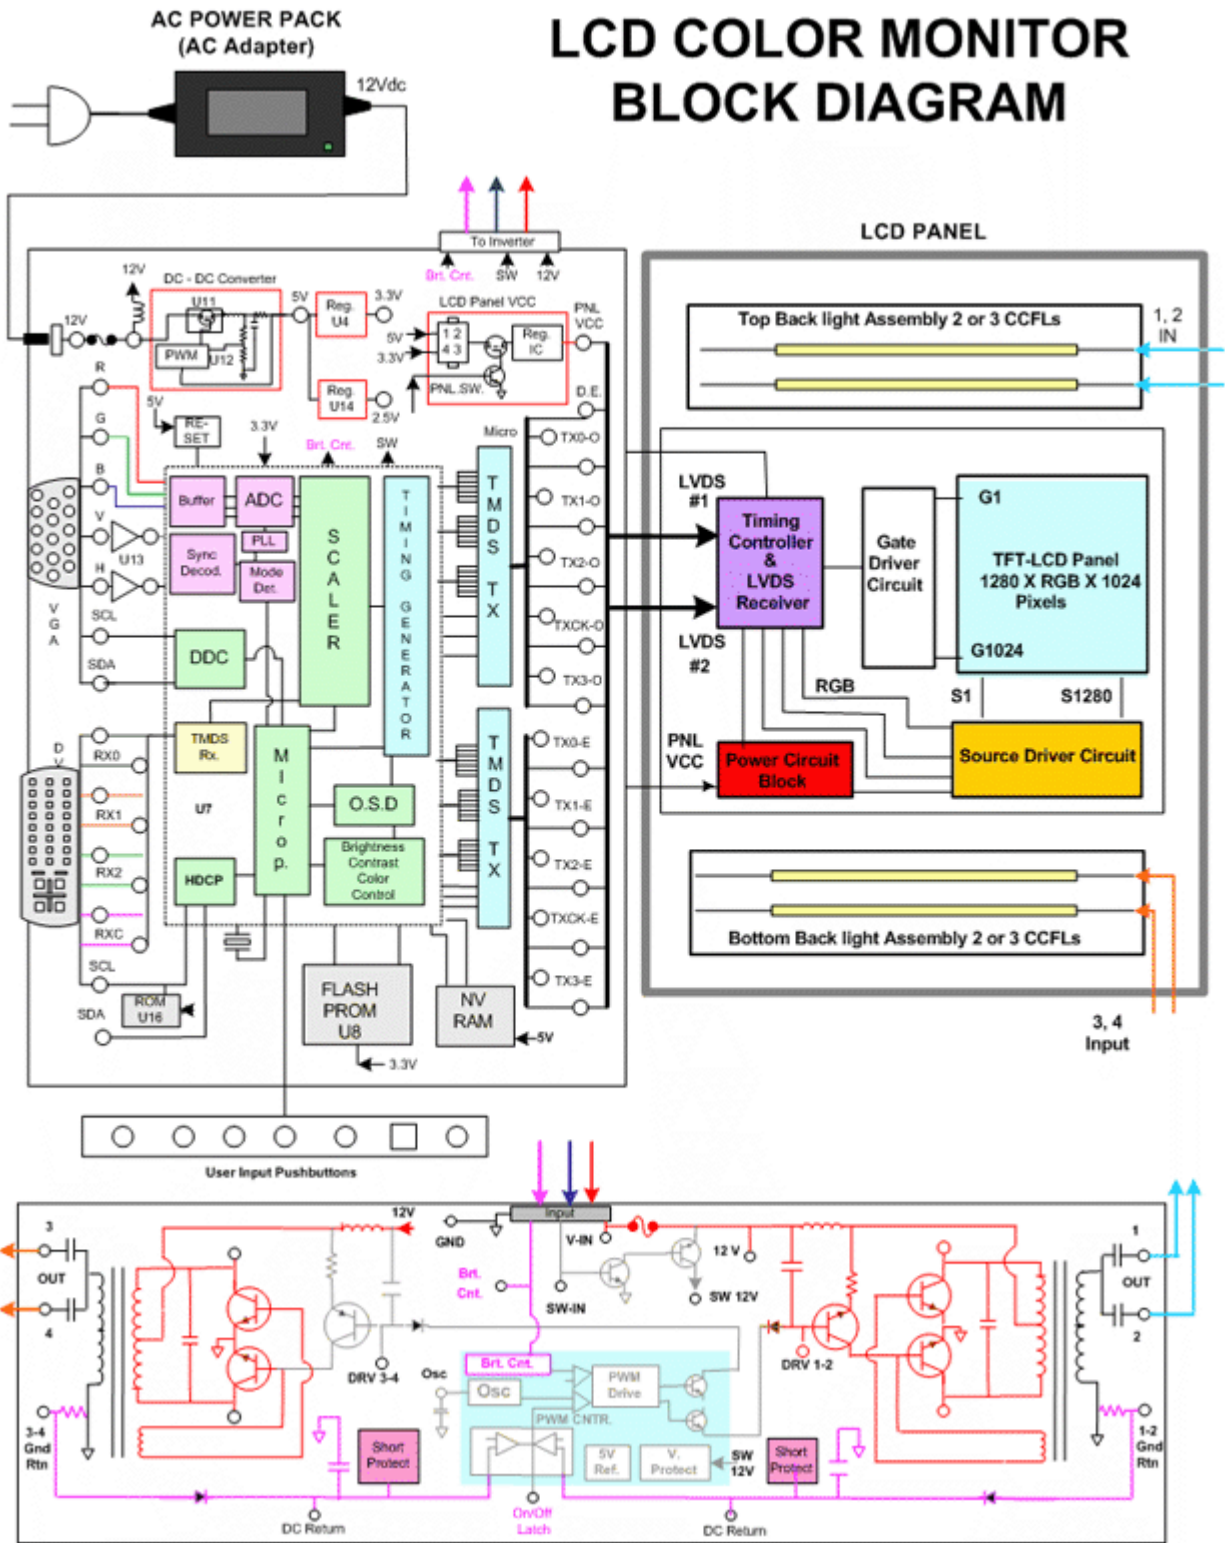 AC POWER PACK
(AC Adapter)
LCD COLOR MONITOR
BLOCK DIAGRAM
12Vdc
To Inverter
Brt. Cnt.
SW
12V
LCD PANEL
12V
DC - DC Converter
U11
5V
Reg.
U4
3.3V
LCD Panel VCC
PNL
VCC
12V
PWM
U12
5V
3.3V
1 2
4 3
Reg.
IC
PNL.SW.
Reg.
U14
2.5V
D.E.
Top Back light Assembly 2 or 3 CCFLs
1, 2
IN
R
5V
RE-
SET
3.3V
Brt. Cnt.
SW
Micro
G
B
V
H
U13
V
G
A
SCL
SDA
Buffer
ADC
PLL
Sync
Decod.
Mode
Det.
DDC
SCALER
TIMING GENERATOR
TMDS TX
TX0-O
TX1-O
TX2-O
TXCK-O
TX3-O
LVDS
#1
LVDS
#2
Timing
Controller
&
LVDS
Receiver
Gate
Driver
Circuit
G1
TFT-LCD Panel
1280 X RGB X 1024
Pixels
G1024
RGB
S1
S1280
PNL
VCC
Power Circuit
Block
Source Driver Circuit
D
V
RX0
RX1
RX2
RXC
SCL
SDA
TMDS
Rx.
U7
HDCP
Microp.
O.S.D
Brightness
Contrast
Color
Control
TMDS TX
TX0-E
TX1-E
TX2-E
TXCK-E
TX3-E
ROM
U16
FLASH
PROM
U8
3.3V
NV
RAM
5V
Bottom Back light Assembly 2 or 3 CCFLs
3, 4
Input
User Input Pushbuttons
3
OUT
4
12V
GND
Input
V-IN
12 V
Brt.
Cnt.
SW-IN
SW 12V
1
OUT
2
DRV 3-4
DRV 1-2
Osc
Brt. Cnt.
Osc
PWM
Drive
PWM CNTR.
5V
Ref.
V.
Protect
SW
12V
3-4
Gnd
Rtn
Short
Protect
Short
Protect
1-2
Gnd
Rtn
DC Return
On/Off
Latch
DC Return